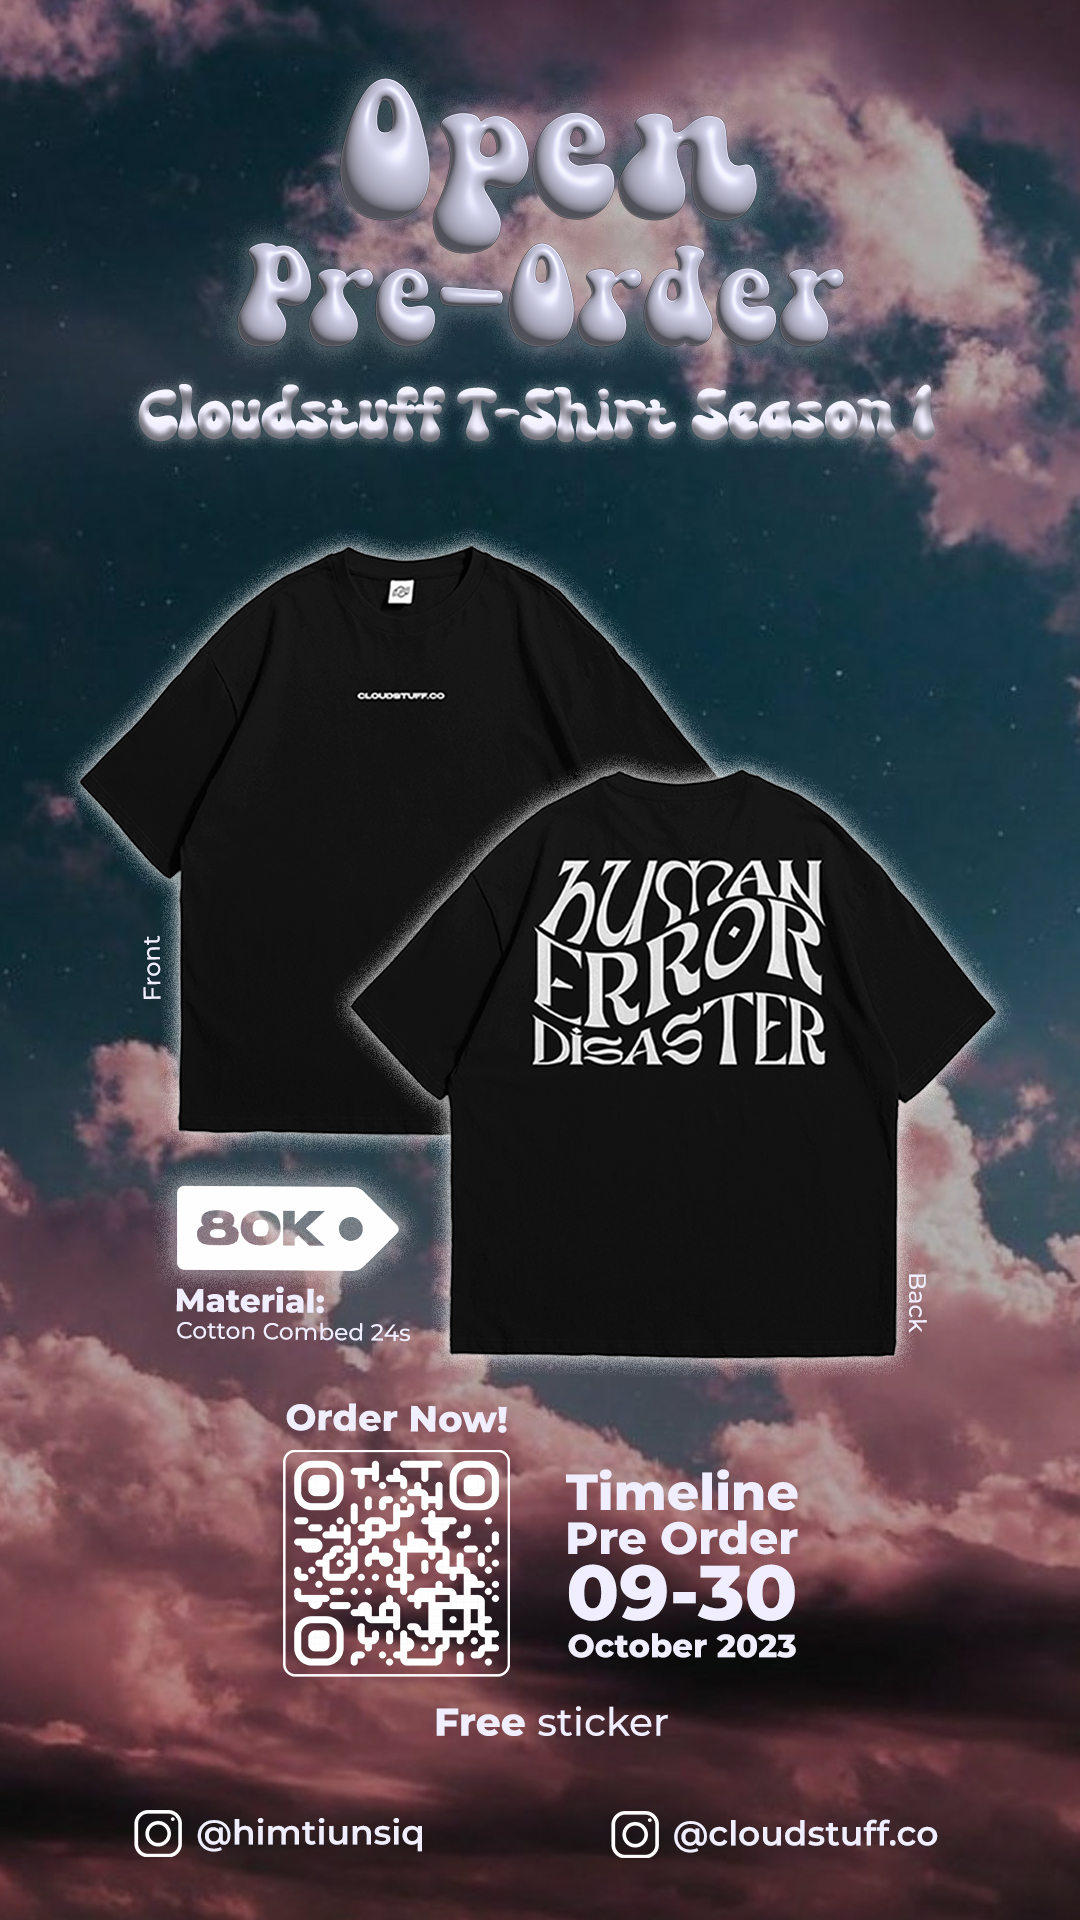 Open
Pre-Order
Cloudstuff T-Shirt Season 1
CLOUDSTUFF.CO
HUMAN
ERROR
DiSASTER
Front
Back
80K
Material:
Cotton Combed 24s
Order Now!
Timeline
Pre Order
09-30
October 2023
Free sticker
@himtiunsiq
@cloudstuff.co